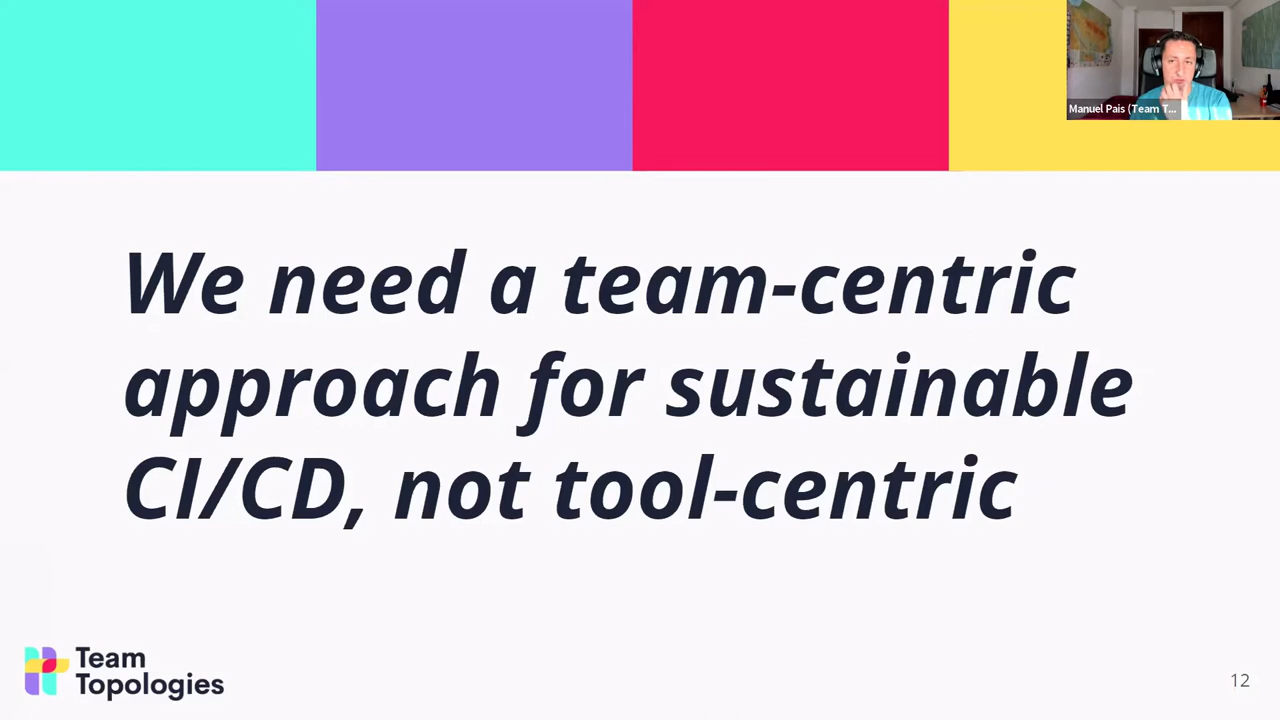 Manuel Pais (Team T...
We need a team-centric
approach for sustainable
CI/CD, not tool-centric
Team
Topologies
12